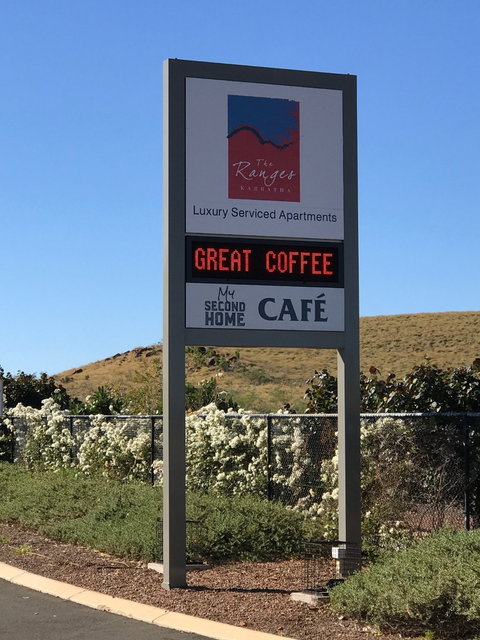 The
Ranges
KARRATHA
Luxury Serviced Apartments
GREAT COFFEE
My
SECOND
HOME
CAFÉ